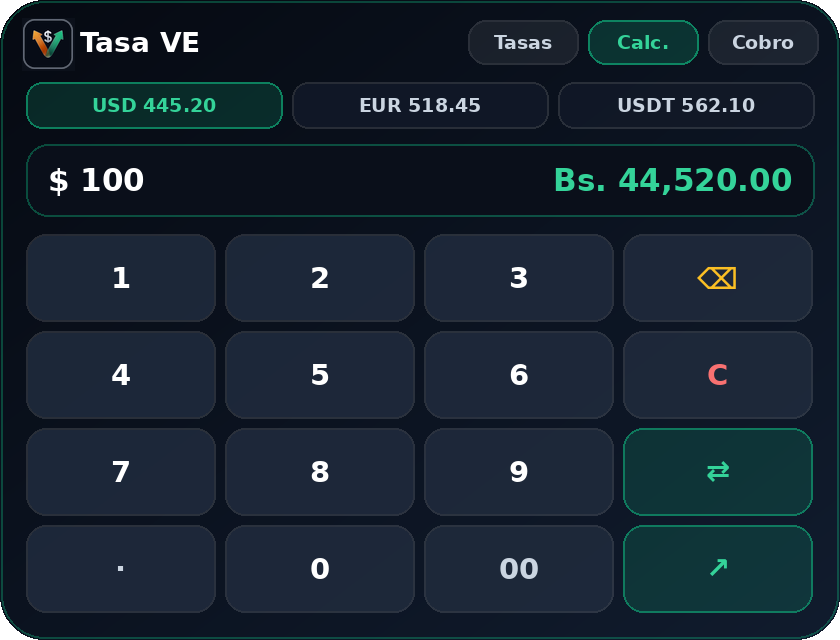 $ Tasa VE Tasas Calc. Cobro
USD 445.20 EUR 518.45 USDT 562.10
$ 100 Bs. 44,520.00
1 2 3 ⌫
4 5 6 C
7 8 9 ⇄
· 0 00 ↗